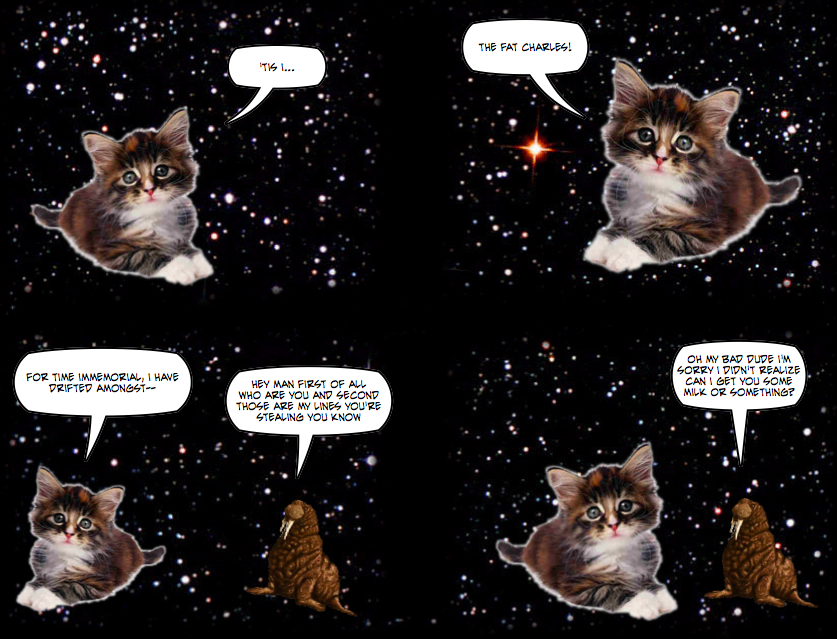 'TIS I...
THE FAT CHARLES!
FOR TIME IMMEMORIAL, I HAVE
DRIFTED AMONGST--
HEY MAN FIRST OF ALL
WHO ARE YOU AND SECOND
THOSE ARE MY LINES YOU'RE
STEALING YOU KNOW
OH MY BAD DUDE I'M
SORRY I DIDN'T REALIZE
CAN I GET YOU SOME
MILK OR SOMETHING?